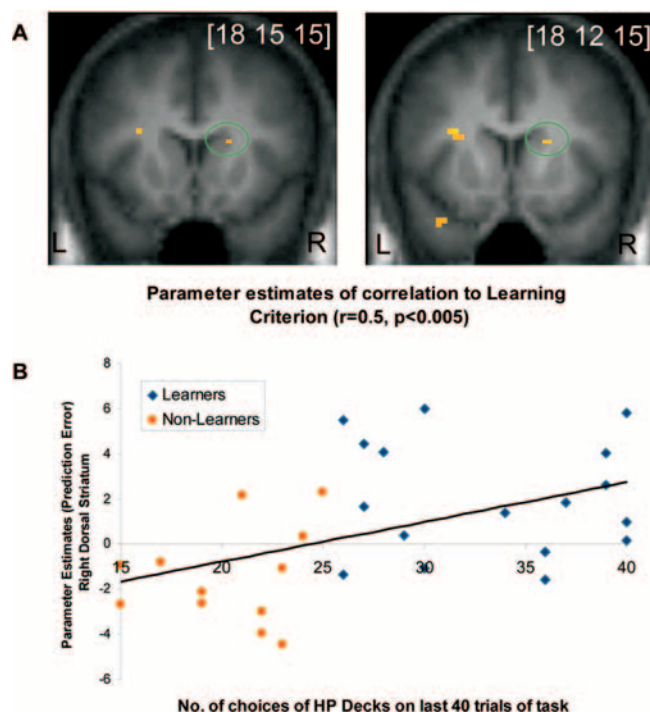 A
[18 15 15]
[18 12 15]
L
R
L
R
Parameter estimates of correlation to Learning
Criterion (r=0.5, p<0.005)
B
Parameter Estimates (Prediction Error)
Right Dorsal Striatum
8
6
4
2
0
-2
-4
-6
Learners
Non-Learners
15
20
25
30
35
40
No. of choices of HP Decks on last 40 trials of task